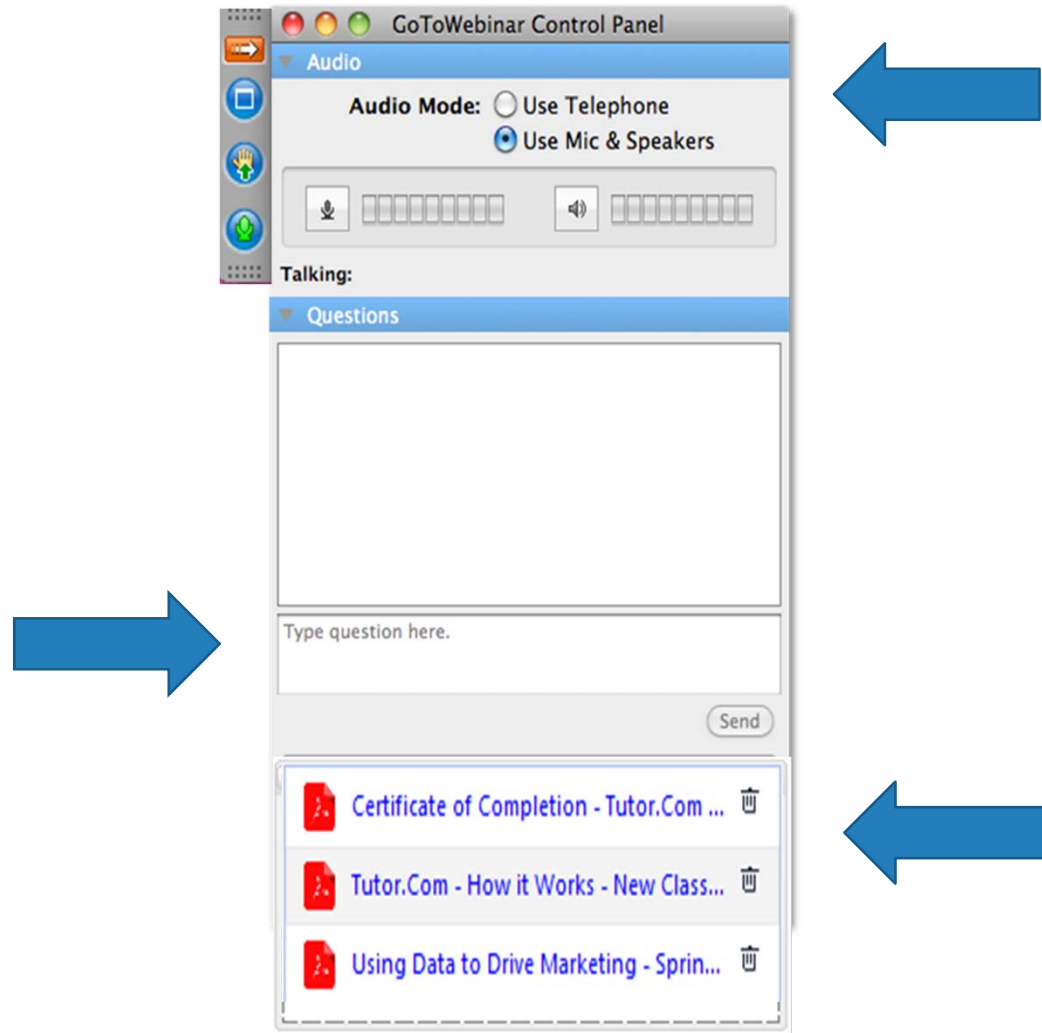 GoToWebinar Control Panel
Audio
Audio Mode: Use Telephone
Use Mic & Speakers
Talking:
Questions
Type question here.
Send
Certificate of Completion - Tutor.Com ...
Tutor.Com - How it Works - New Class...
Using Data to Drive Marketing - Sprin...